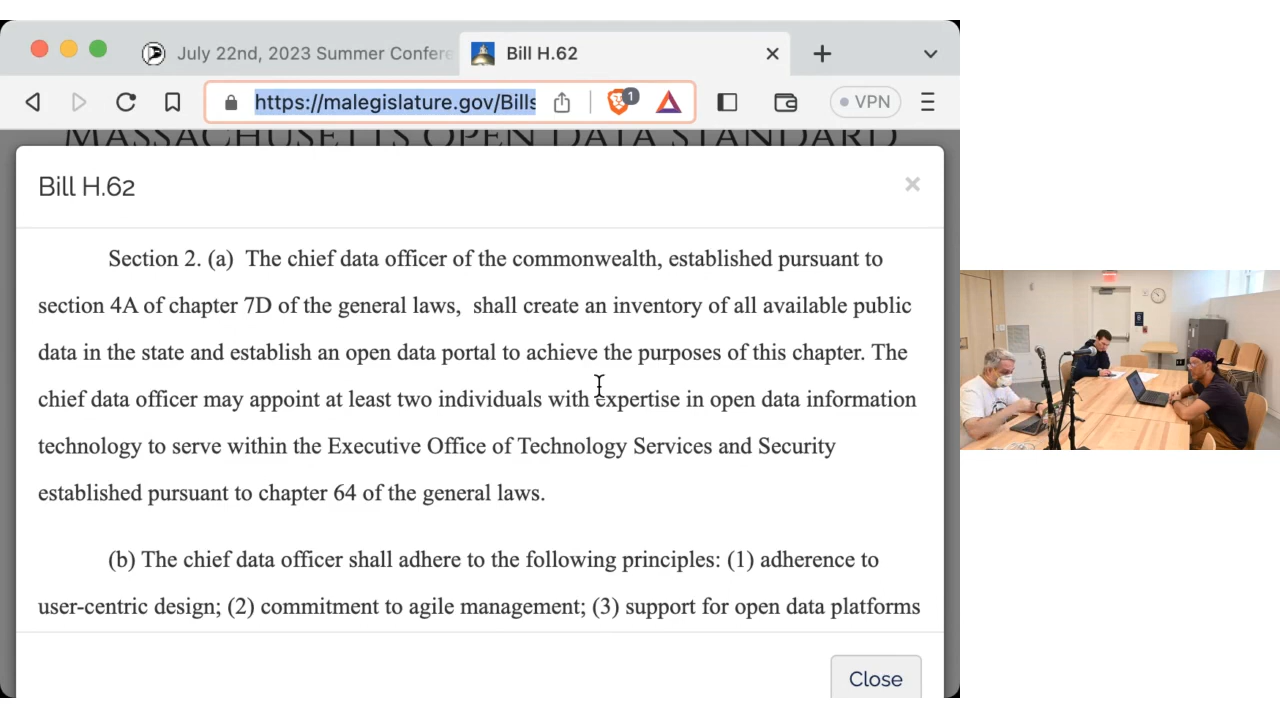 July 22nd, 2023 Summer Confere
Bill H.62
https://malegislature.gov/Bills
1
VPN
MASSACHUSETTS OPEN DATA STANDARD
Bill H.62
Section 2. (a) The chief data officer of the commonwealth, established pursuant to
section 4A of chapter 7D of the general laws, shall create an inventory of all available public
data in the state and establish an open data portal to achieve the purposes of this chapter. The
chief data officer may appoint at least two individuals with expertise in open data information
technology to serve within the Executive Office of Technology Services and Security
established pursuant to chapter 64 of the general laws.
(b) The chief data officer shall adhere to the following principles: (1) adherence to
user-centric design; (2) commitment to agile management; (3) support for open data platforms
Close